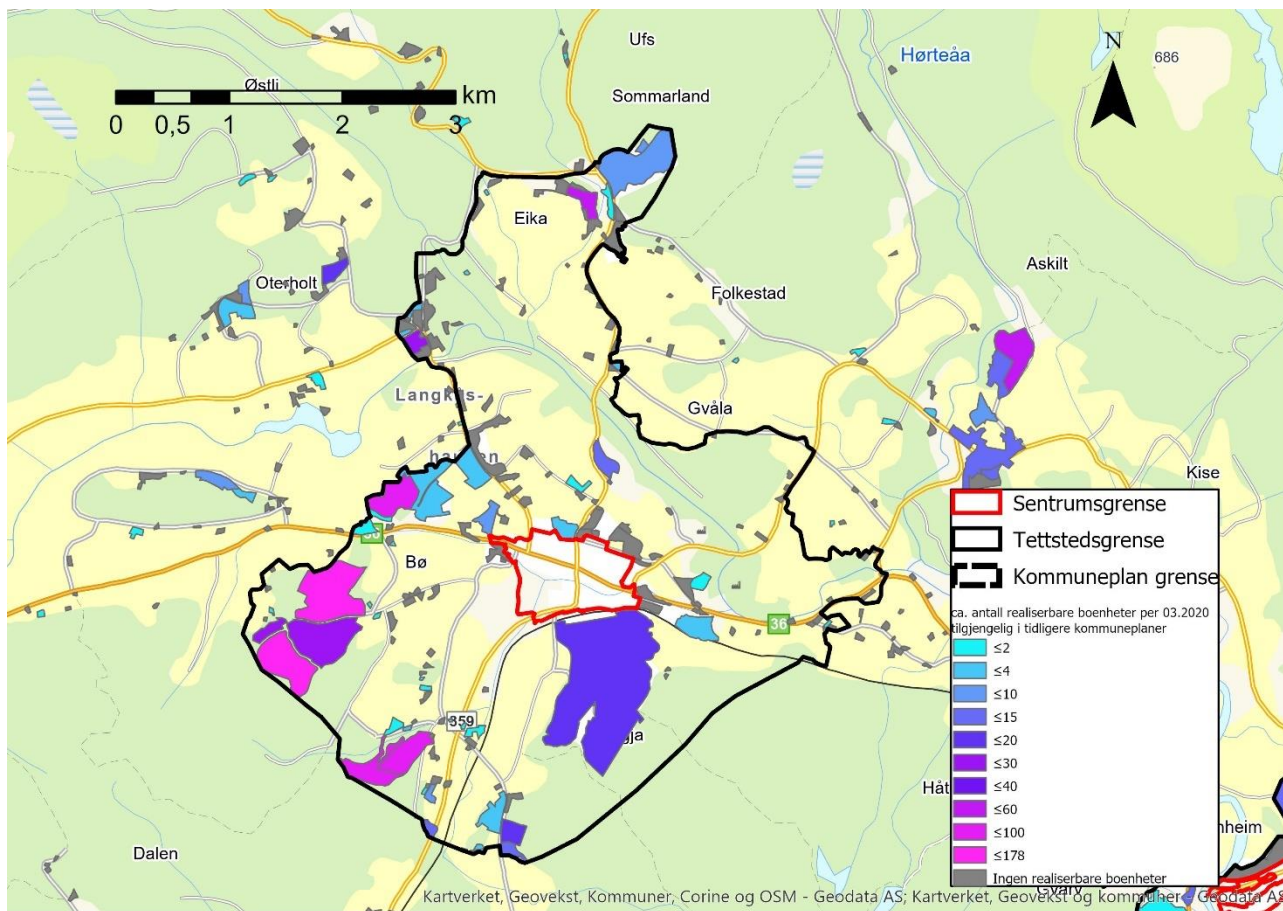 Ufs
Hørteåa
N
686
Østli
Sommarland
km
0 0,5 1 2 3
Eika
Askilt
Oterholt
Folkestad
Langkås-
Gvåla
Kise
36
Bø
36
359
Dalen
Sentrumsgrense
Tettstedsgrense
Kommuneplan grense
ca. antall realiserbare boenheter per 03.2020
tilgjengelig i tidligere kommuneplaner
≤2
≤4
≤10
≤15
≤20
≤30
≤40
≤60
≤100
≤178
Ingen realiserbare boenheter
Kartverket, Geovekst, Kommuner, Corine og OSM - Geodata AS; Kartverket, Geovekst og kommuner - Geodata AS